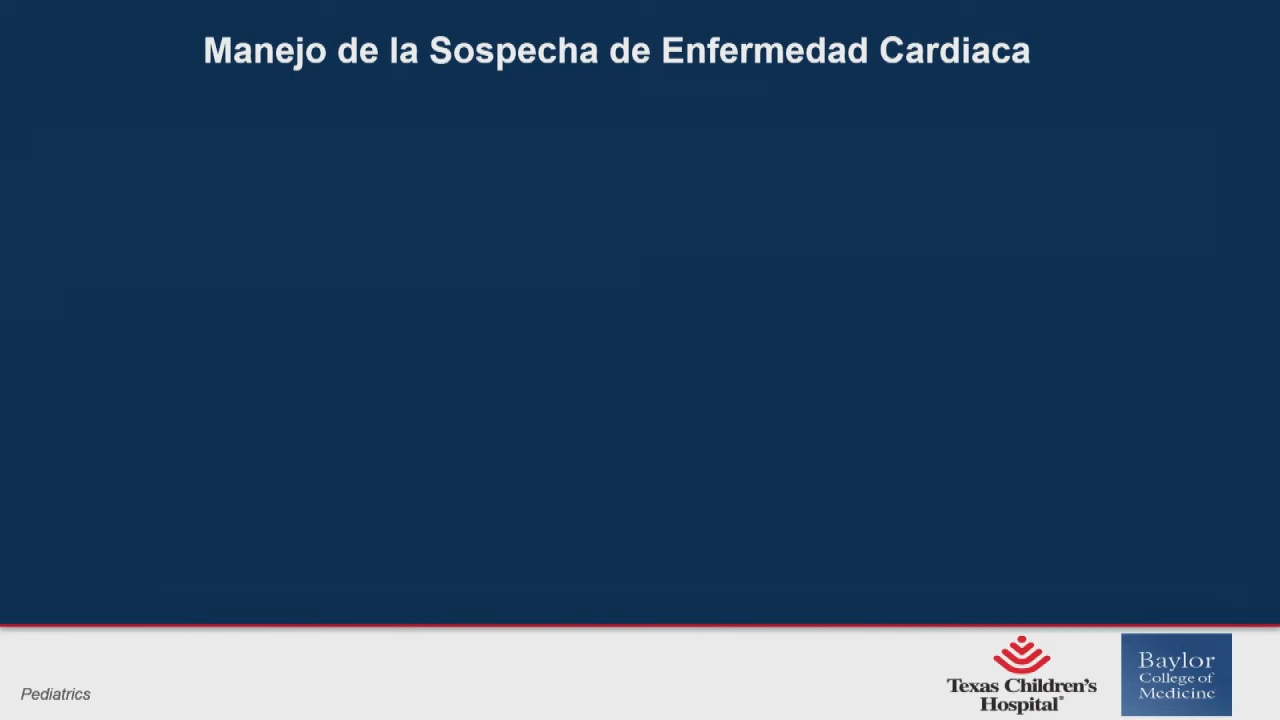 Manejo de la Sospecha de Enfermedad Cardiaca
Pediatrics
Texas Children's
Hospital®
Baylor
College of
Medicine